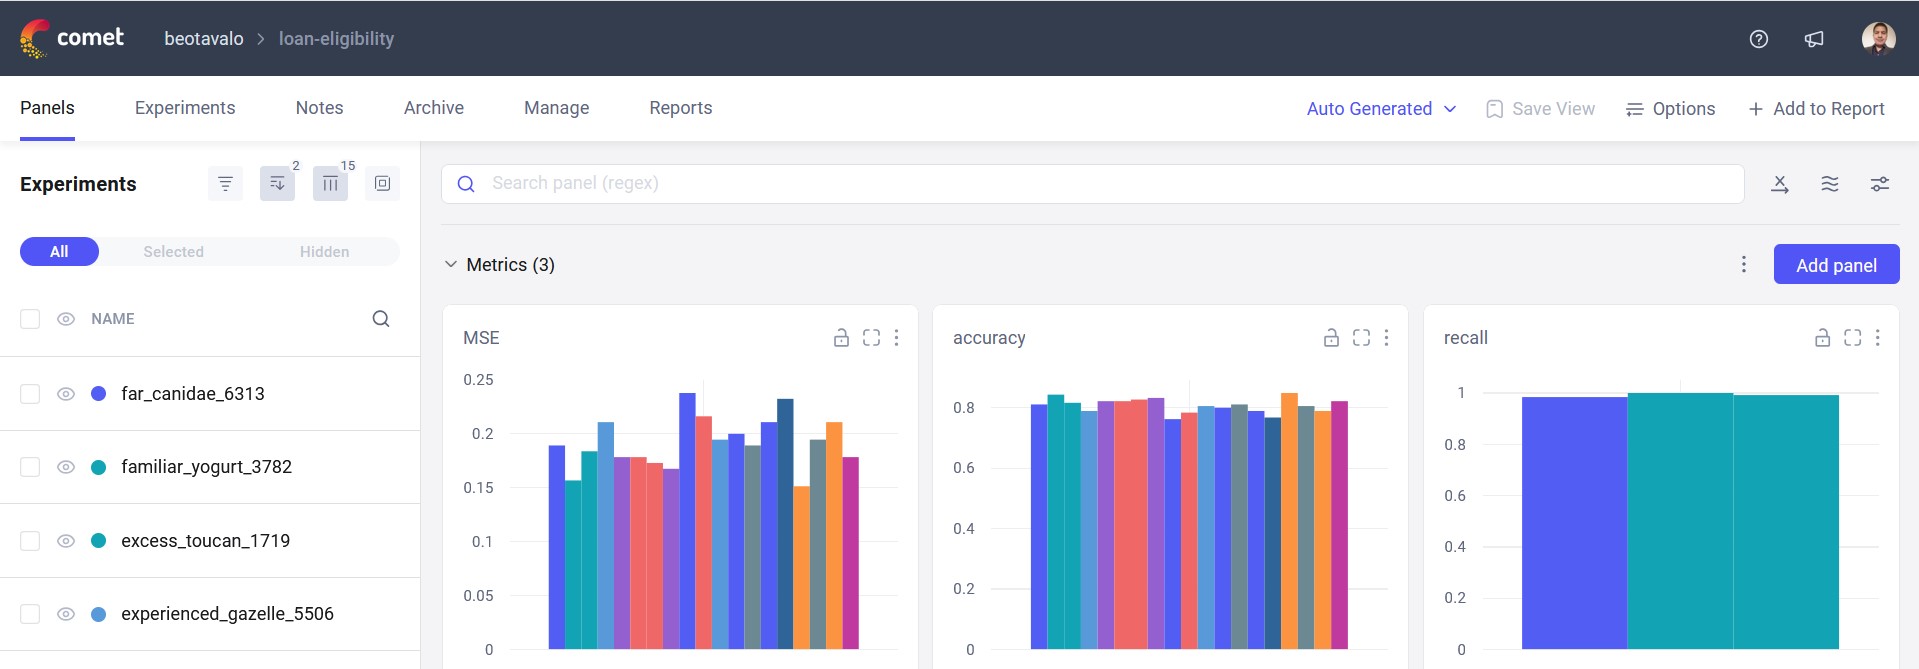 comet beotavalo > loan-eligibility
Panels Experiments Notes Archive Manage Reports Auto Generated Save View Options + Add to Report
Experiments 2 15
Search panel (regex)
All Selected Hidden
Metrics (3) Add panel
NAME
far_canidae_6313
familiar_yogurt_3782
excess_toucan_1719
experienced_gazelle_5506
MSE
0.25
0.2
0.15
0.1
0.05
0
accuracy
0.8
0.6
0.4
0.2
0
recall
1
0.8
0.6
0.4
0.2
0